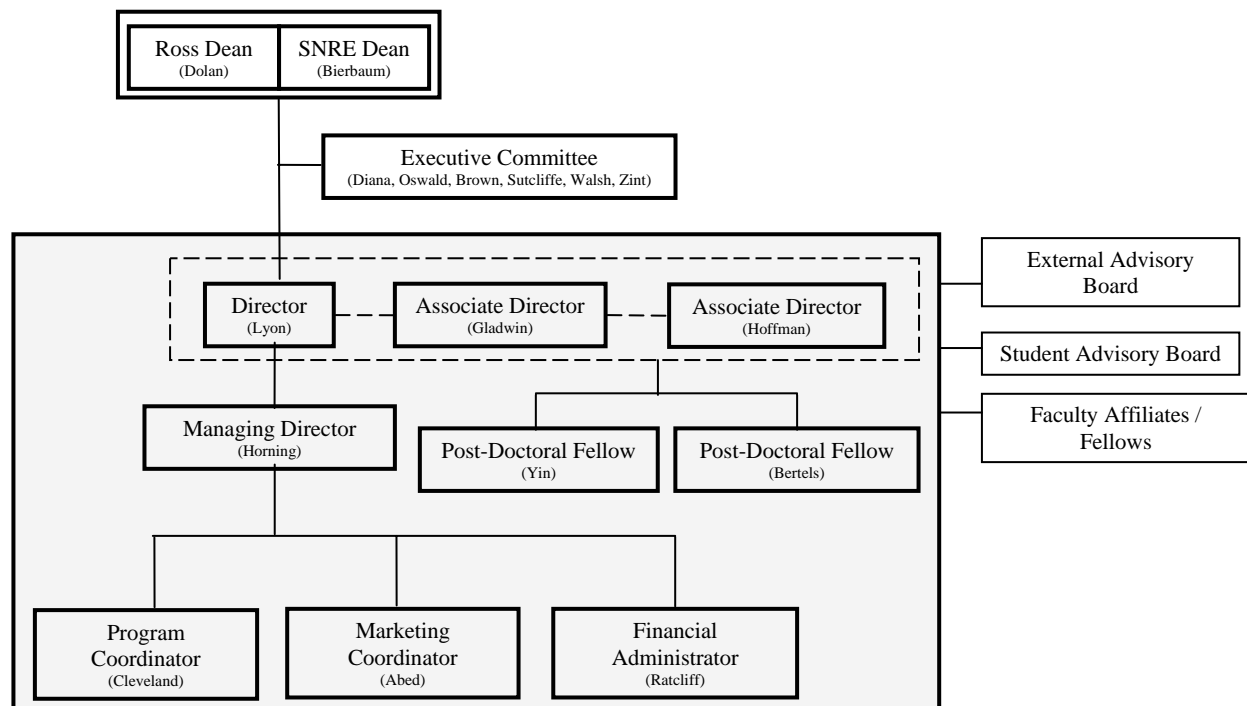 Ross Dean
(Dolan)
SNRE Dean
(Bierbaum)
Executive Committee
(Diana, Oswald, Brown, Sutcliffe, Walsh, Zint)
External Advisory
Board
Director
(Lyon)
Associate Director
(Gladwin)
Associate Director
(Hoffman)
Student Advisory Board
Managing Director
(Horning)
Post-Doctoral Fellow
(Yin)
Post-Doctoral Fellow
(Bertels)
Faculty Affiliates /
Fellows
Program
Coordinator
(Cleveland)
Marketing
Coordinator
(Abed)
Financial
Administrator
(Ratcliff)